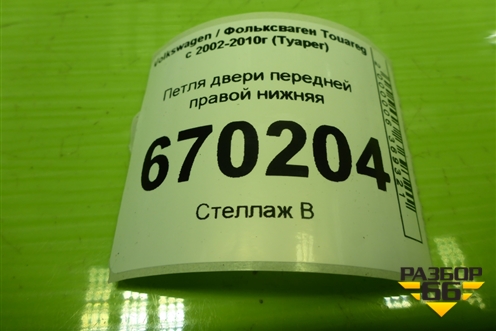 Volkswagen / Фольксваген Touareg
с 2002-2010г (Туарег)
Петля двери передней
правой нижняя
670204
Стеллаж В
РАЗБОР
66